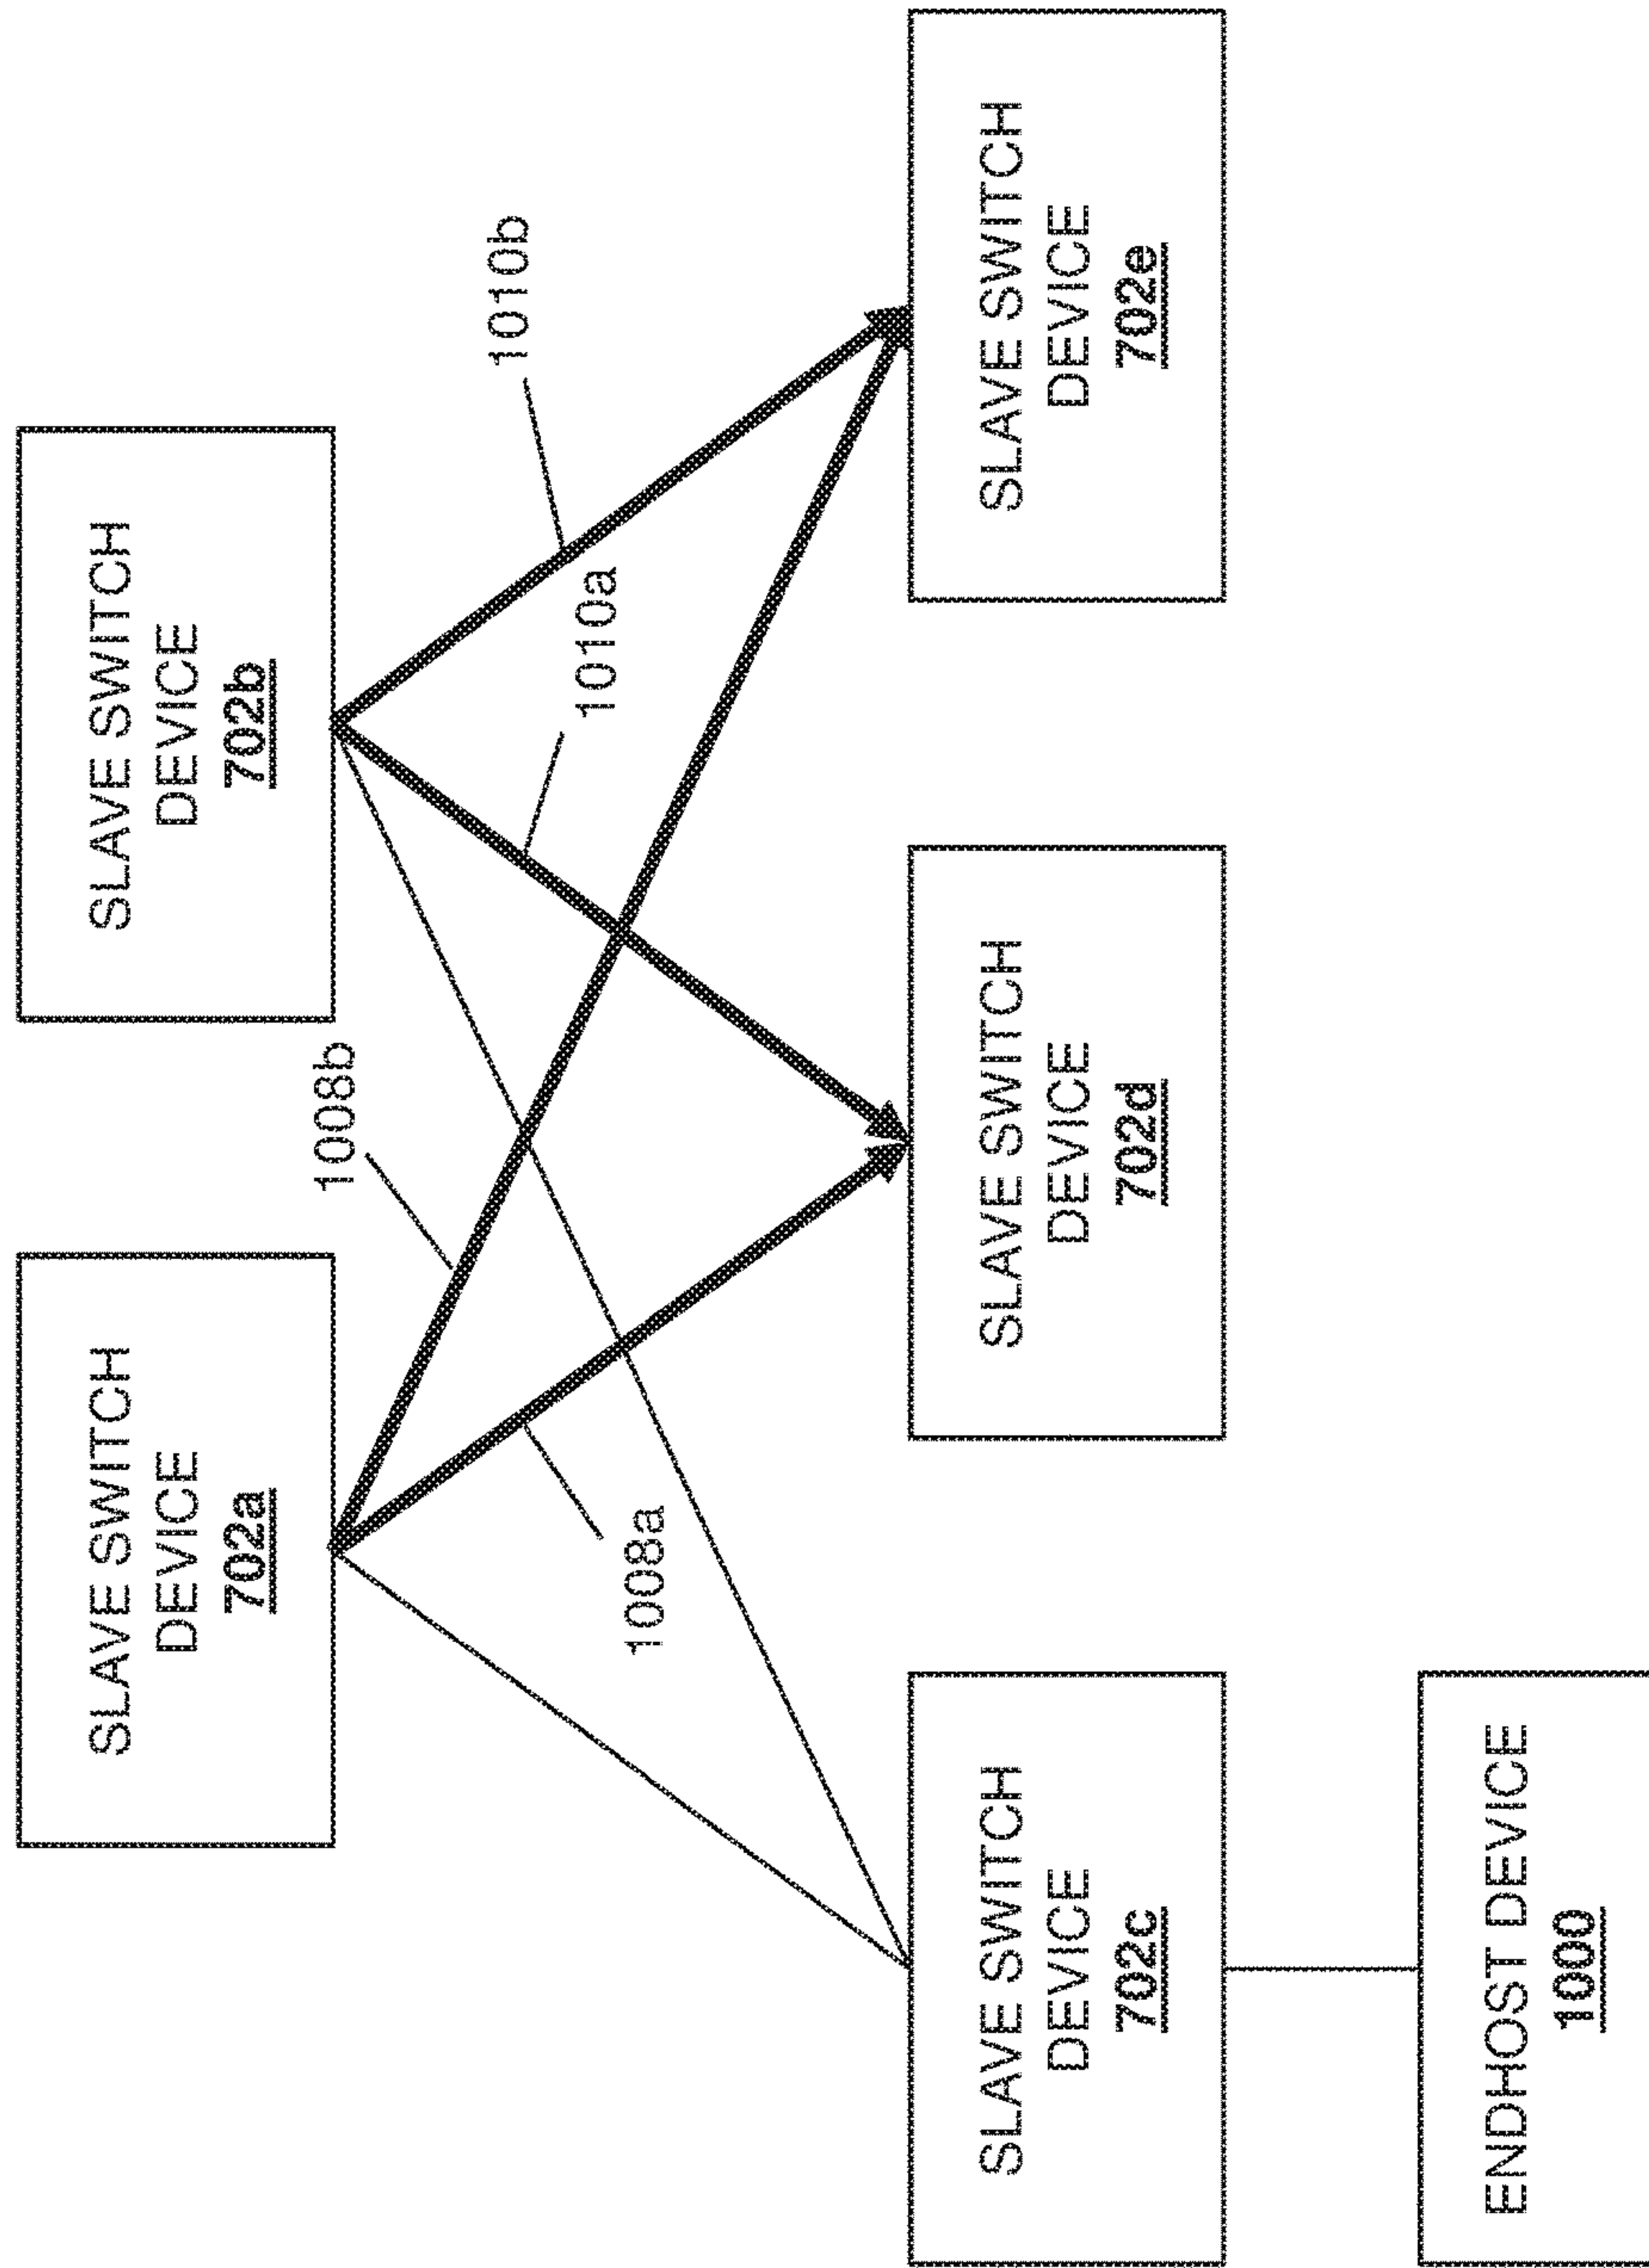 SLAVE SWITCH
DEVICE
702a
SLAVE SWITCH
DEVICE
702b
1008b
1010b
1010a
1008a
SLAVE SWITCH
DEVICE
702c
SLAVE SWITCH
DEVICE
702d
SLAVE SWITCH
DEVICE
702e
ENDHOST DEVICE
1000